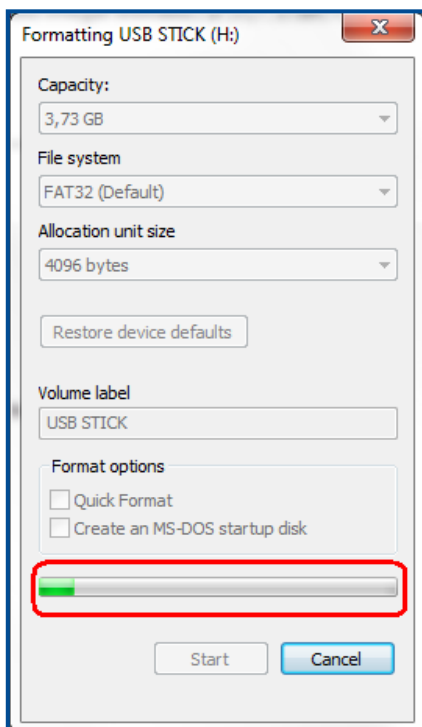 Formatting USB STICK (H:)
Capacity:
3,73 GB
File system
FAT32 (Default)
Allocation unit size
4096 bytes
Restore device defaults
Volume label
USB STICK
Format options
Quick Format
Create an MS-DOS startup disk
Start Cancel